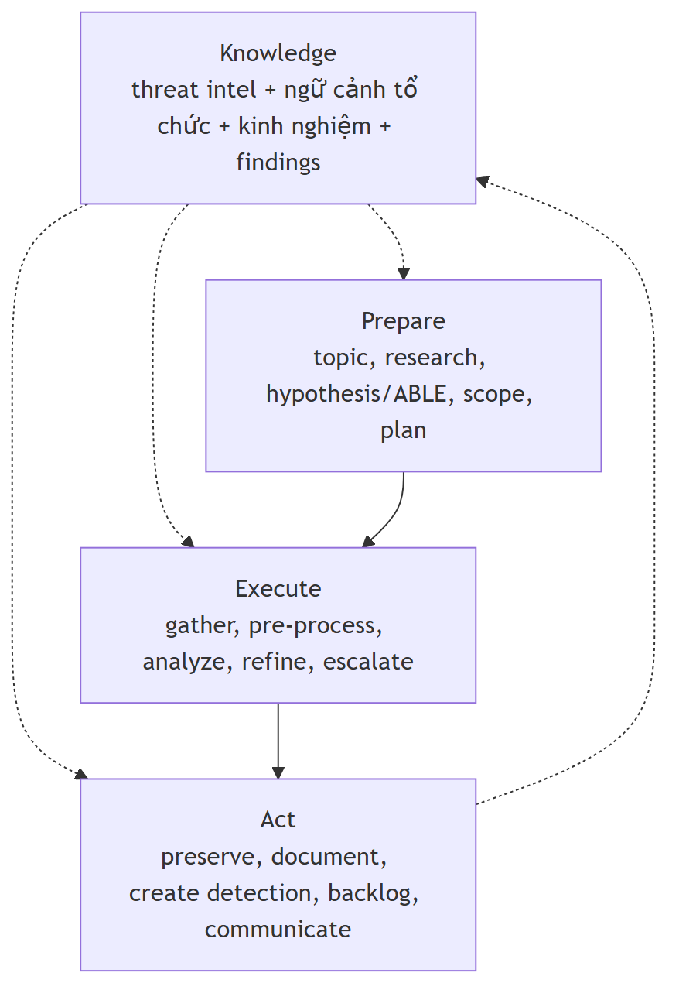 Knowledge
threat intel + ngữ cảnh tổ
chức + kinh nghiệm +
findings
Prepare
topic, research,
hypothesis/ABLE, scope,
plan
Execute
gather, pre-process,
analyze, refine, escalate
Act
preserve, document,
create detection, backlog,
communicate